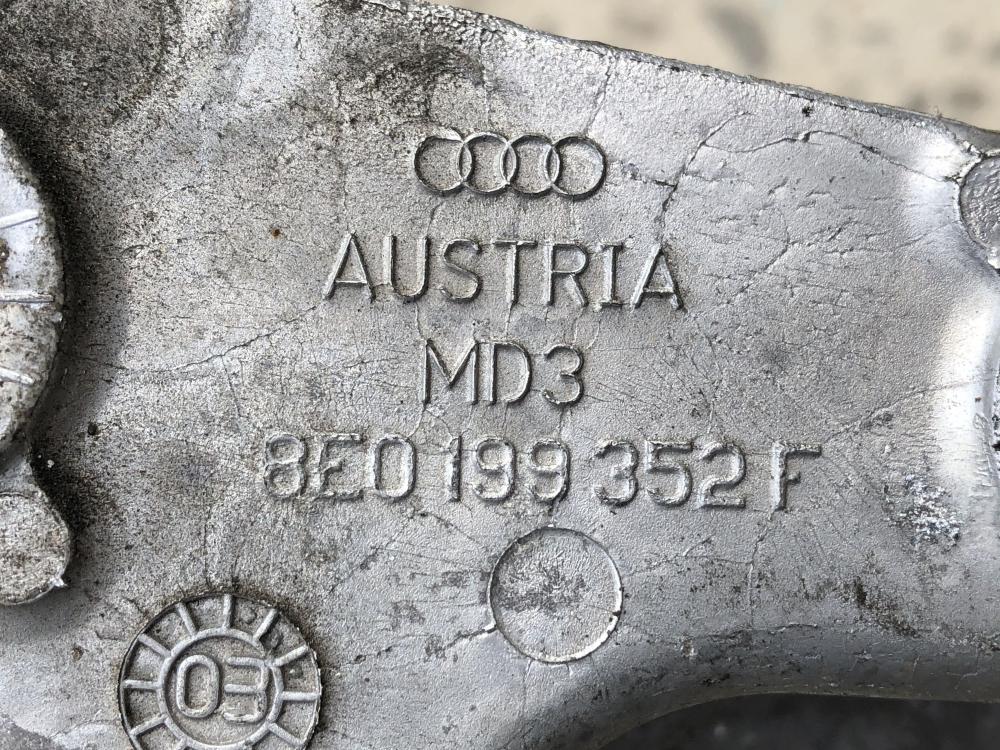 AUSTRIA
MD3
8E0 199 352 F
03